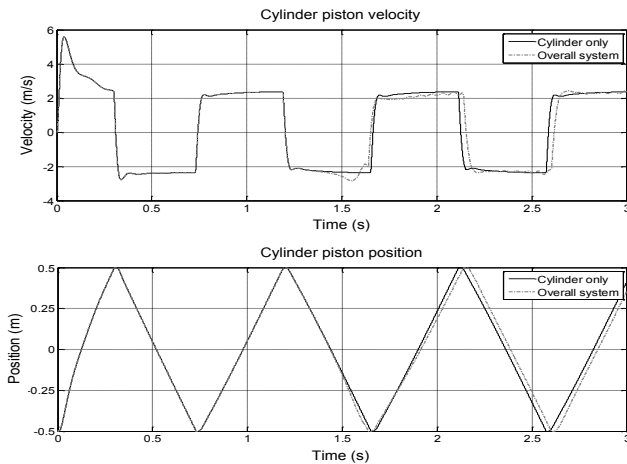 Cylinder piston velocity
6
4
2
0
-2
-4
Velocity (m/s)
Cylinder only
Overall system
0 0.5 1 1.5 2 2.5 3
Time (s)
Cylinder piston position
0.5
0.25
0
-0.25
-0.5
Position (m)
Cylinder only
Overall system
0 0.5 1 1.5 2 2.5 3
Time (s)